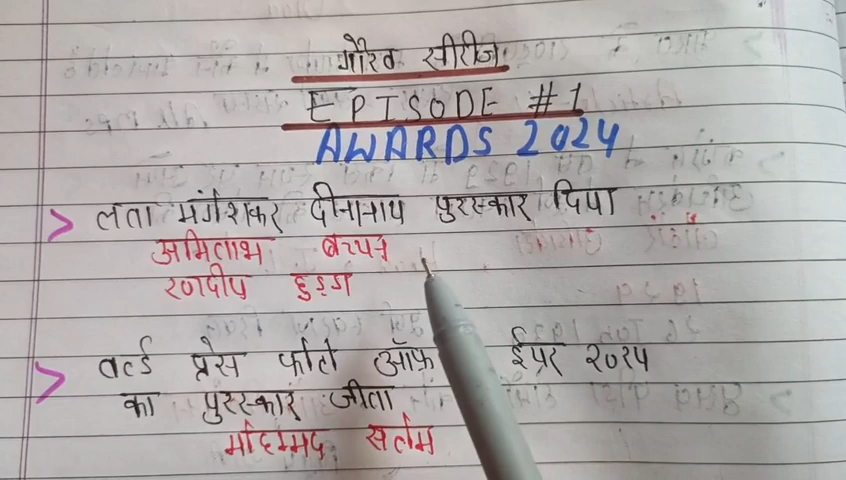 गौरव सीरीज
EPISODE #1
AWARDS 2024
> लता मंगेशकर दीनानाथ पुरस्कार दिया
अमिताभ बच्चन
रणदीप हुड्डा
> वर्ल्ड प्रेस फोटो ऑफ ईयर २०२४
का पुरस्कार जीता
मोहम्मद सलेम